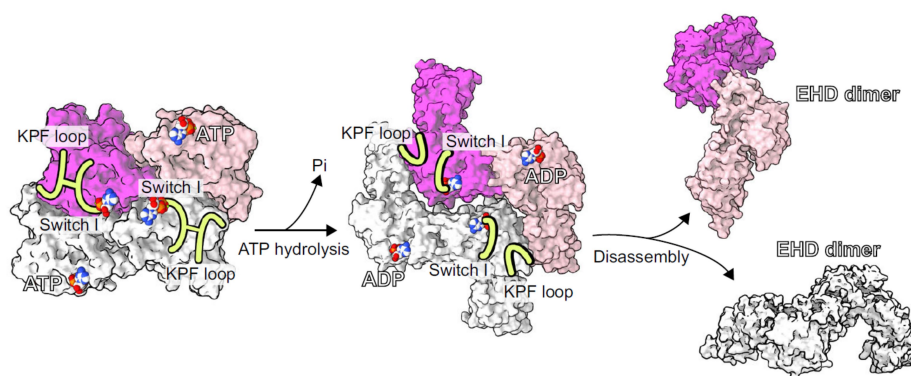 KPF loop
ATP
Switch I
Switch I
KPF loop
ATP
Pi
ATP hydrolysis
KPF loop
Switch I
ADP
ADP
Switch I
KPF loop
Disassembly
EHD dimer
EHD dimer